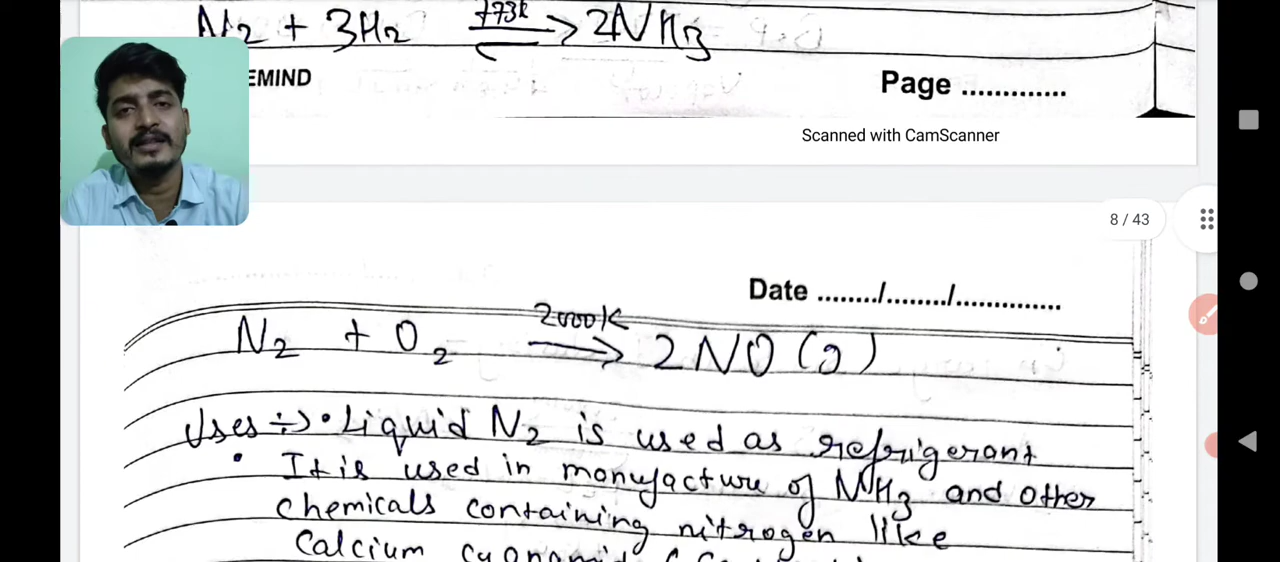 N2 + 3H2 773K 2NH3
EMIND
Page .............
Scanned with CamScanner
8 / 43
Date ......../......../..............
N2 + O2 2000K → 2NO(g)
Uses ÷> • Liquid N2 is used as refrigerant
• It is used in manufacture of NH3 and other
chemicals containing nitrogen like
Calcium